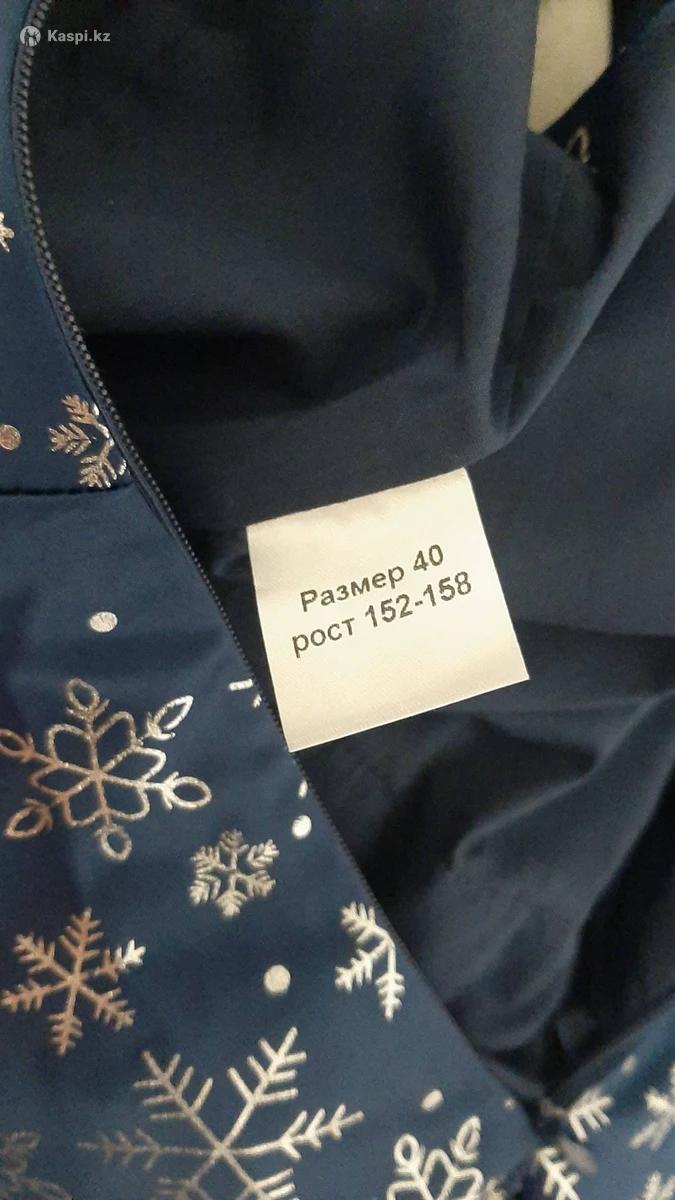 Kaspi.kz
Размер 40
рост 152-158